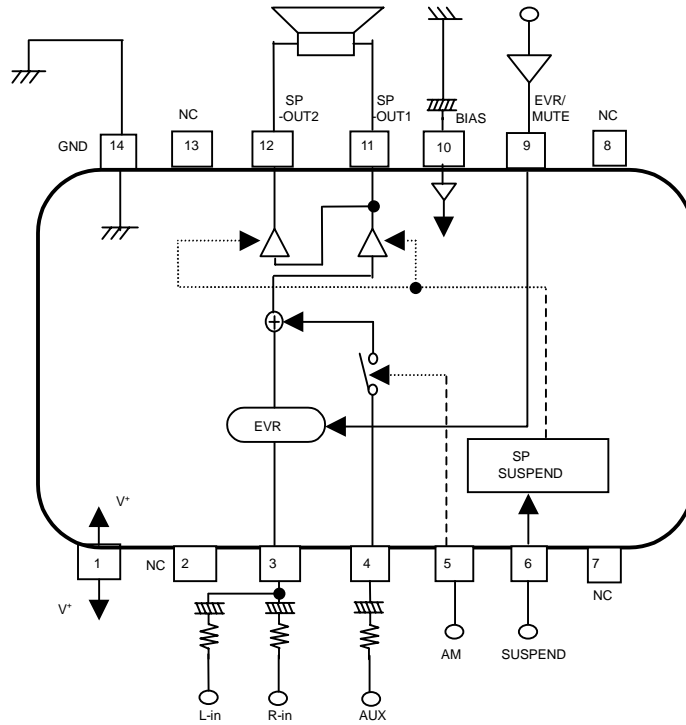 NC
SP
-OUT2
SP
-OUT1
BIAS
EVR/
MUTE
NC
GND
14
13
12
11
10
9
8
+
EVR
SP
SUSPEND
V+
1
NC
2
3
4
5
6
7
NC
V+
AM
SUSPEND
L-in
R-in
AUX